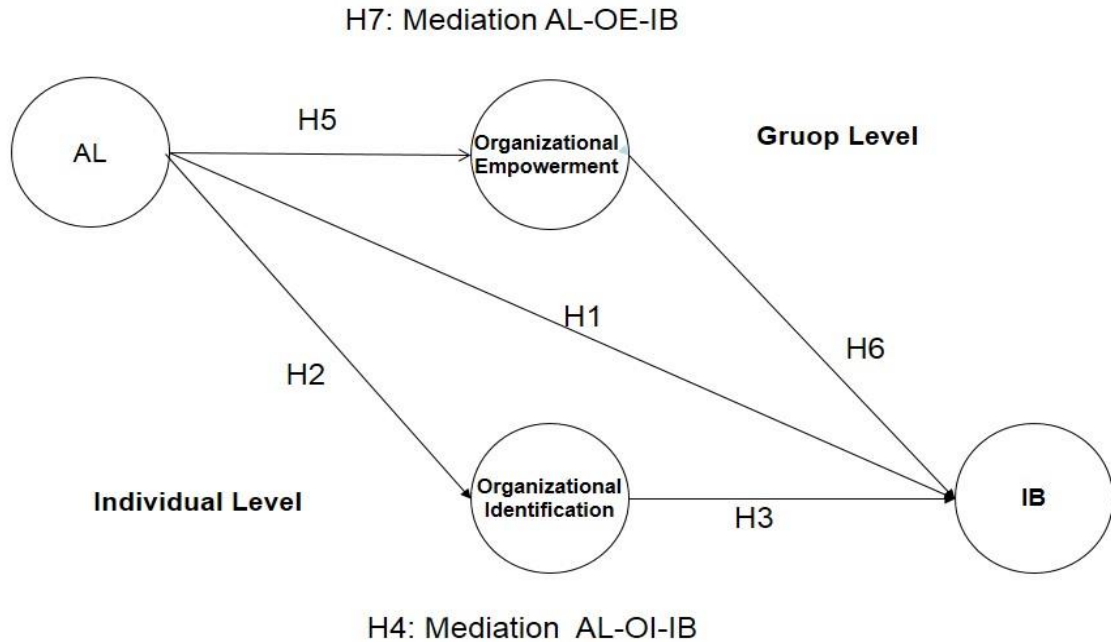 H7: Mediation AL-OE-IB
H5
AL
Organizational
Empowerment
Gruop Level
H1
H6
H2
Organizational
Identification
Individual Level
H3
IB
H4: Mediation AL-OI-IB